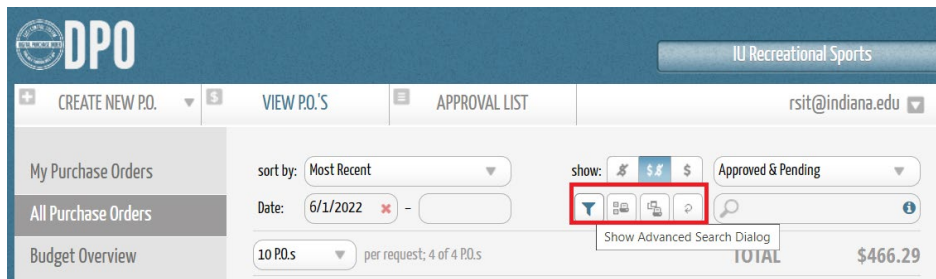 DPO
IU Recreational Sports
CREATE NEW P.O. VIEW P.O.'S APPROVAL LIST rsit@indiana.edu
My Purchase Orders
All Purchase Orders
Budget Overview
sort by: Most Recent show: $ $$ $ Approved & Pending
Date: 6/1/2022 –
Show Advanced Search Dialog
10 P.O.s per request; 4 of 4 P.O.s TOTAL $466.29